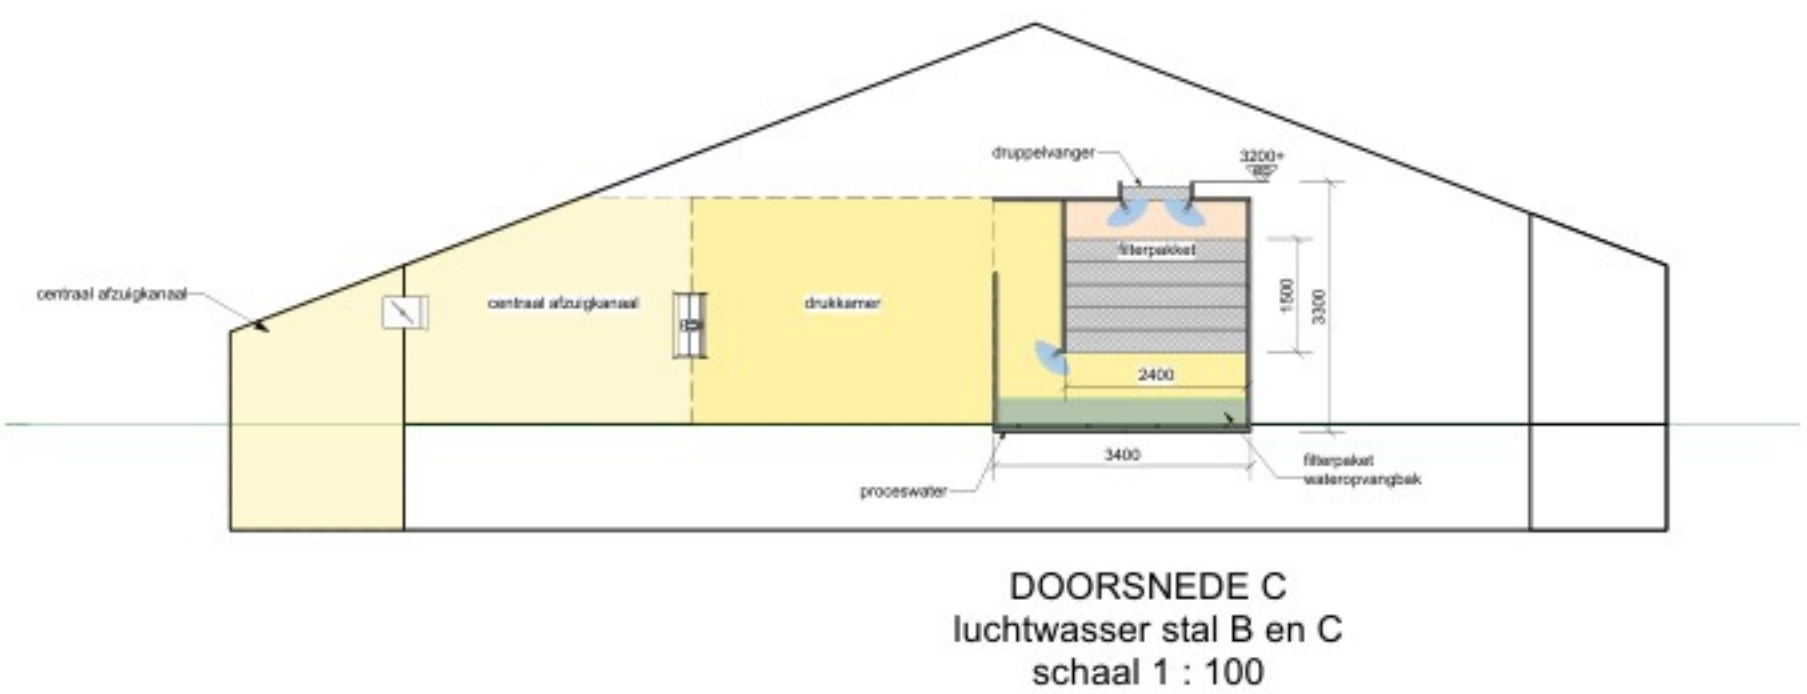 druppelvanger
3200+
centraal afzuigkanaal
centraal afzuigkanaal
drukkamer
filterpakket
1500
3300
2400
3400
proceswater
filterpaket
wateropvangbak
DOORSNEDE C
luchtwasser stal B en C
schaal 1 : 100